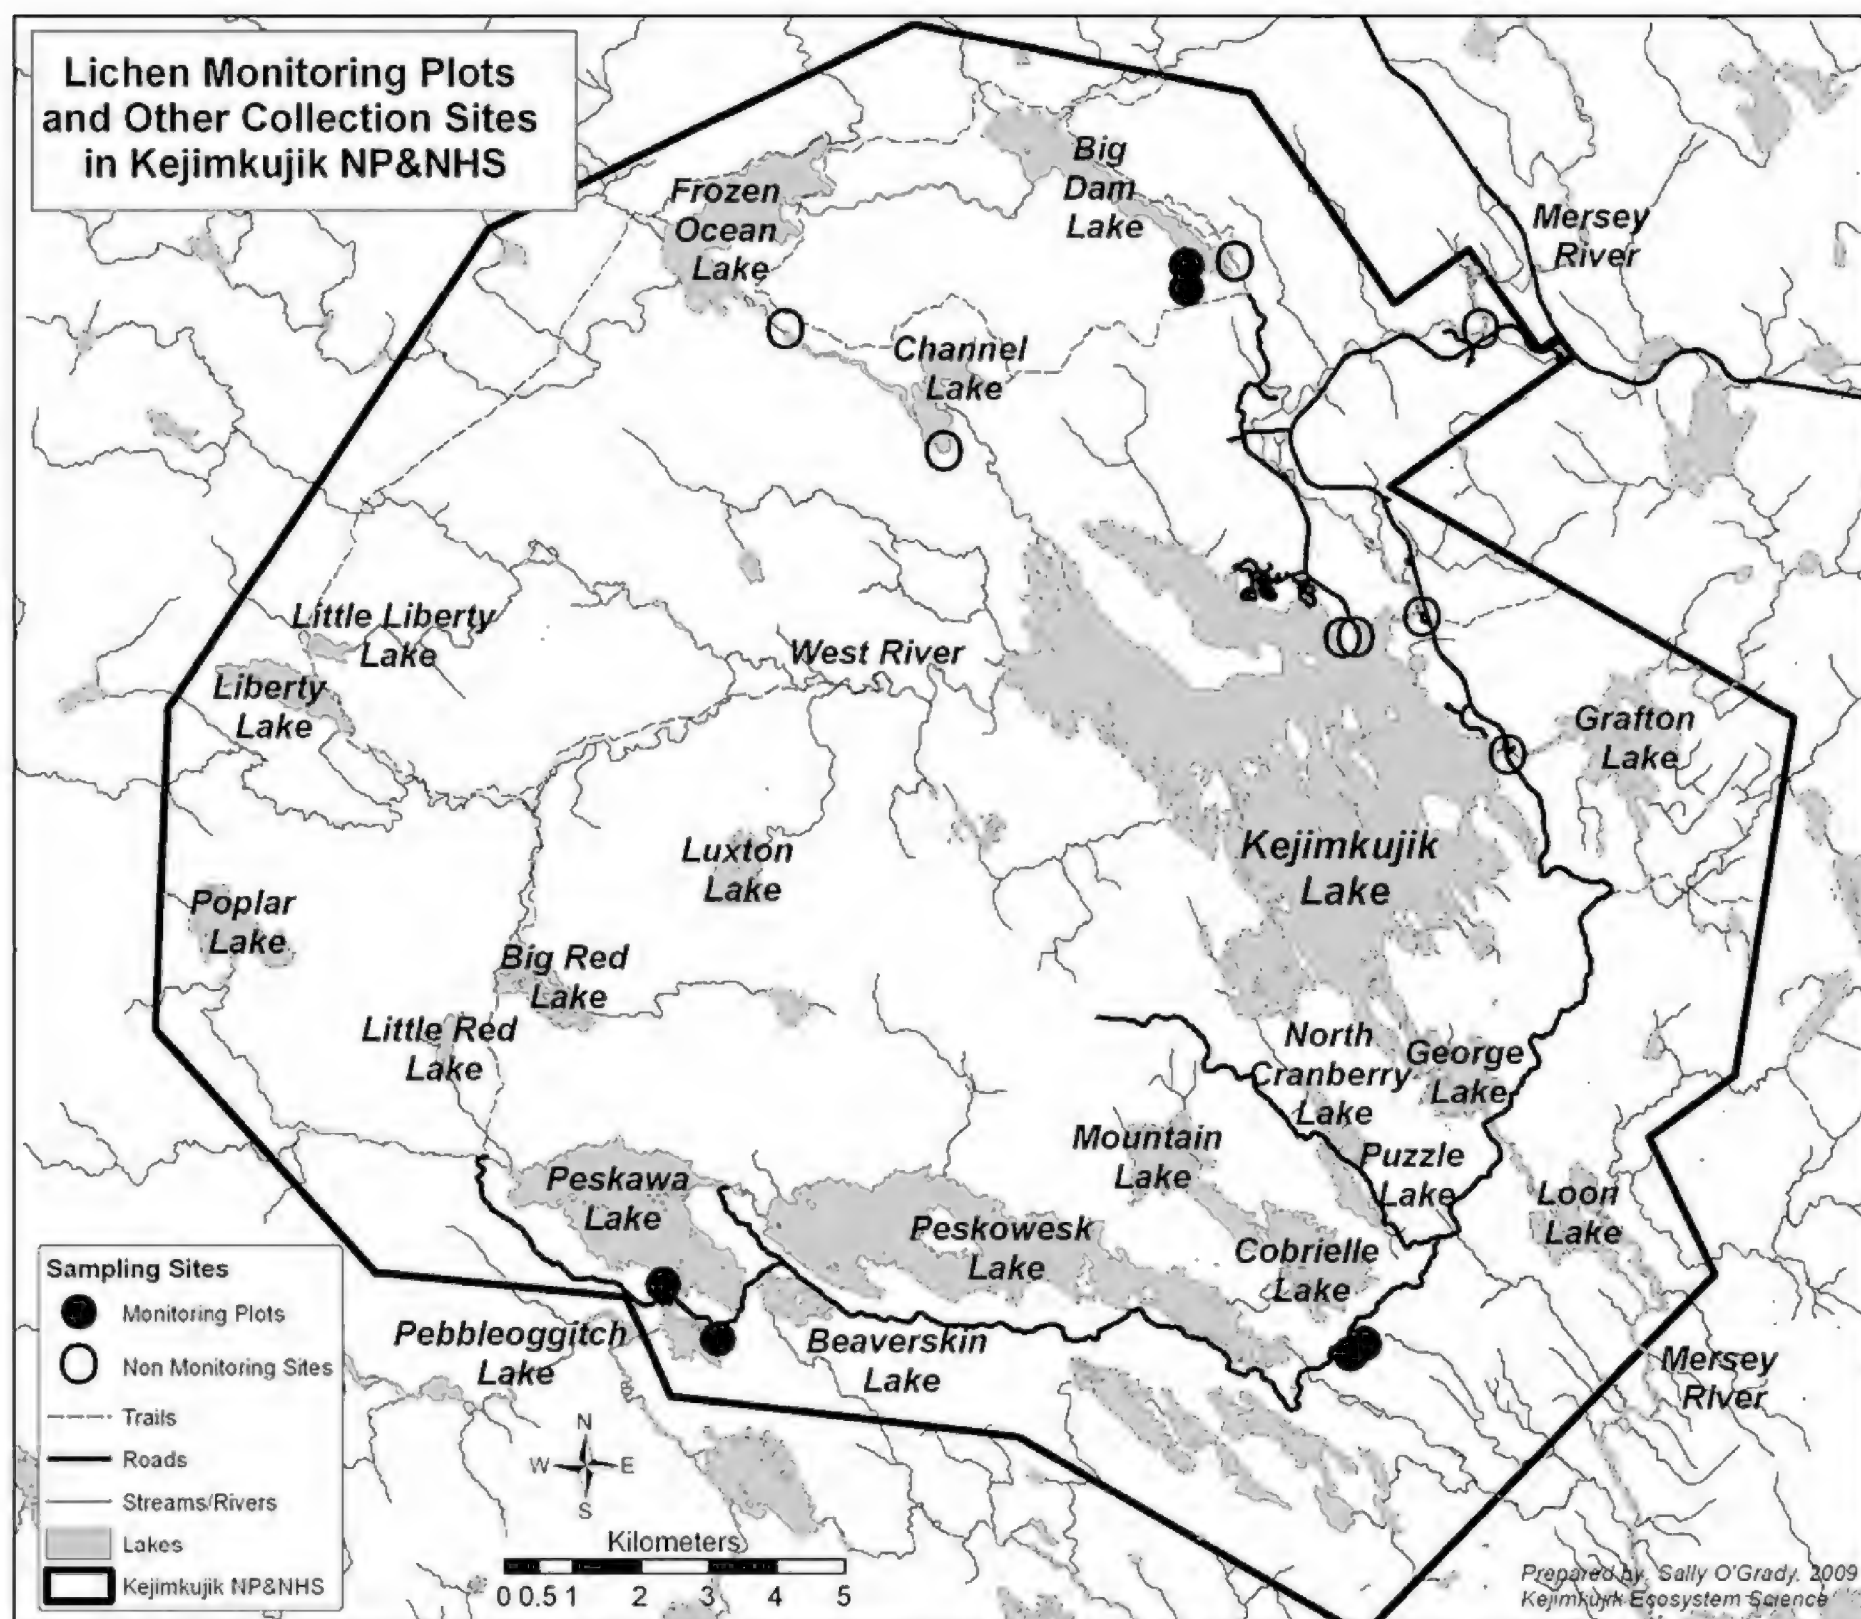 Lichen Monitoring Plots
and Other Collection Sites
in Kejimkujik NP&NHS
Big
Dam
Lake
Frozen
Ocean
Lake
Mersey
River
Channel
Lake
Little Liberty
Lake
West River
Liberty
Lake
Grafton
Lake
Luxton
Lake
Kejimkujik
Lake
Poplar
Lake
Big Red
Lake
Little Red
Lake
North
Cranberry
Lake
George
Lake
Mountain
Lake
Puzzle
Lake
Peskawa
Lake
Peskowesk
Lake
Loon
Lake
Cobrielle
Lake
Pebbleoggitch
Lake
Beaverskin
Lake
Mersey
River
Sampling Sites
Monitoring Plots
Non Monitoring Sites
Trails
Roads
Streams/Rivers
Lakes
Kejimkujik NP&NHS
N
W E
S
Kilometers
0 0.5 1 2 3 4 5
Prepared by, Sally O'Grady, 2009
Kejimkujik Ecosystem Science